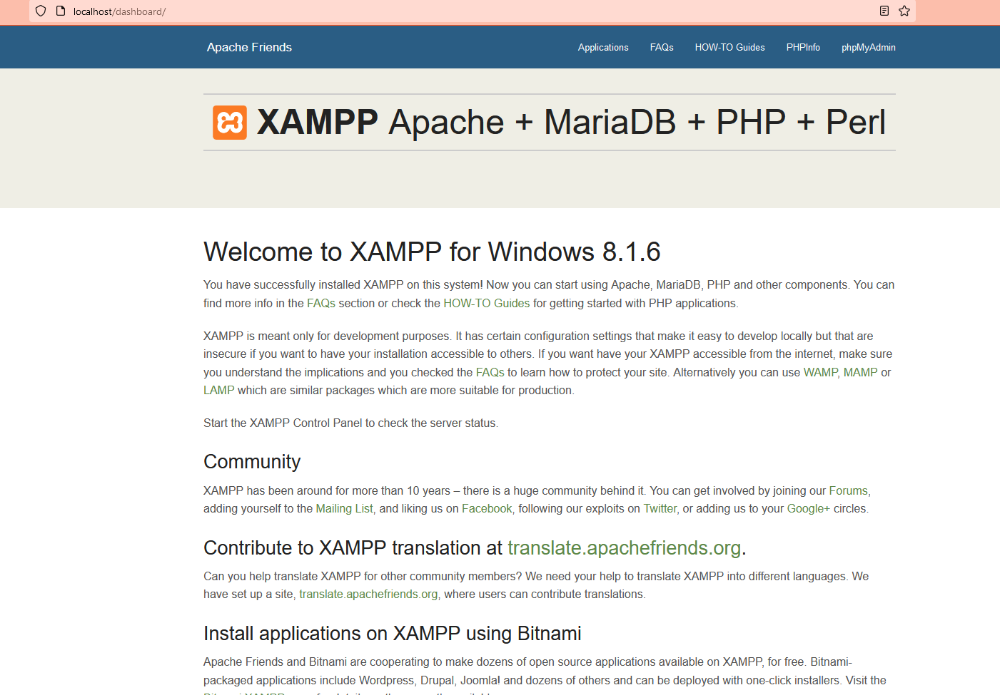 localhost/dashboard/
Apache Friends
Applications FAQs HOW-TO Guides PHPInfo phpMyAdmin
XAMPP Apache + MariaDB + PHP + Perl
Welcome to XAMPP for Windows 8.1.6
You have successfully installed XAMPP on this system! Now you can start using Apache, MariaDB, PHP and other components. You can
find more info in the FAQs section or check the HOW-TO Guides for getting started with PHP applications.
XAMPP is meant only for development purposes. It has certain configuration settings that make it easy to develop locally but that are
insecure if you want to have your installation accessible to others. If you want have your XAMPP accessible from the internet, make sure
you understand the implications and you checked the FAQs to learn how to protect your site. Alternatively you can use WAMP, MAMP or
LAMP which are similar packages which are more suitable for production.
Start the XAMPP Control Panel to check the server status.
Community
XAMPP has been around for more than 10 years – there is a huge community behind it. You can get involved by joining our Forums,
adding yourself to the Mailing List, and liking us on Facebook, following our exploits on Twitter, or adding us to your Google+ circles.
Contribute to XAMPP translation at translate.apachefriends.org.
Can you help translate XAMPP for other community members? We need your help to translate XAMPP into different languages. We
have set up a site, translate.apachefriends.org, where users can contribute translations.
Install applications on XAMPP using Bitnami
Apache Friends and Bitnami are cooperating to make dozens of open source applications available on XAMPP, for free. Bitnami-
packaged applications include Wordpress, Drupal, Joomla! and dozens of others and can be deployed with one-click installers. Visit the